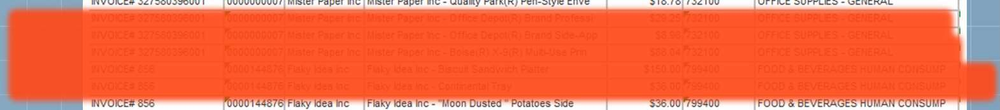 INVOICE# 327580396001 0000000007 Mister Paper Inc Mister Paper Inc - Quality Park(R) Pen-Style Enve $18.78 732100 OFFICE SUPPLIES - GENERAL
INVOICE# 327580396001 0000000007 Mister Paper Inc Mister Paper Inc - Office Depot(R) Brand Professi $29.25 732100 OFFICE SUPPLIES - GENERAL
INVOICE# 327580396001 0000000007 Mister Paper Inc Mister Paper Inc - Office Depot(R) Brand Side-App $8.98 732100 OFFICE SUPPLIES - GENERAL
INVOICE# 327580396001 0000000007 Mister Paper Inc Mister Paper Inc - Boise(R) X-9(R) Multi-Use Prin $88.04 732100 OFFICE SUPPLIES - GENERAL
INVOICE# 856 0000144876 Flaky Idea Inc Flaky Idea Inc - Biscuit Sandwich Platter $150.00 799400 FOOD & BEVERAGES HUMAN CONSUMP
INVOICE# 856 0000144876 Flaky Idea Inc Flaky Idea Inc - Continental Tray $36.00 799400 FOOD & BEVERAGES HUMAN CONSUMP
INVOICE# 856 0000144876 Flaky Idea Inc Flaky Idea Inc - "Moon Dusted " Potatoes Side $36.00 799400 FOOD & BEVERAGES HUMAN CONSUMP